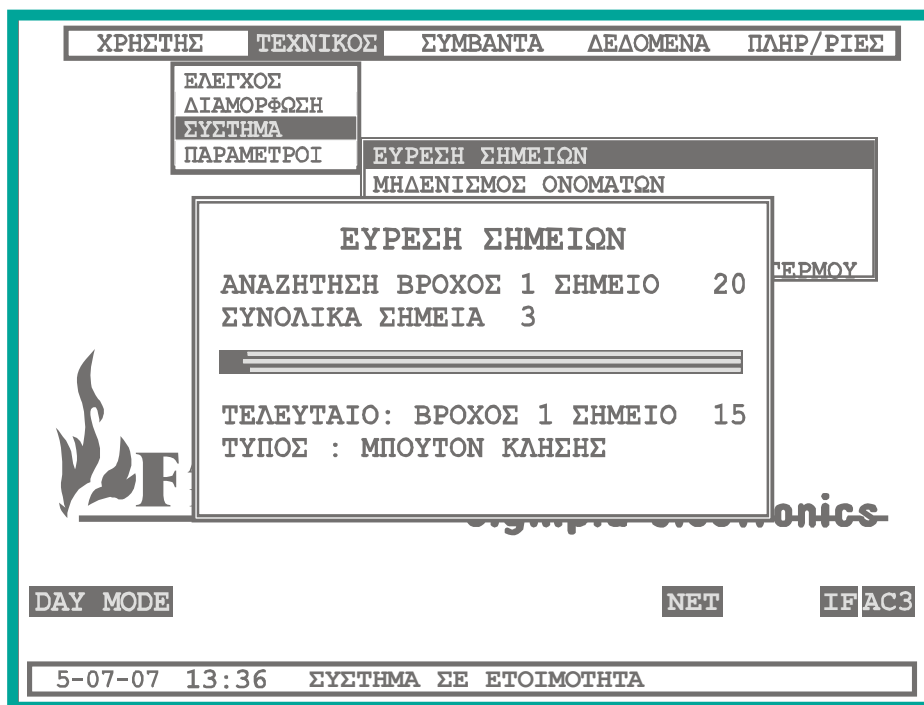 ΧΡΗΣΤΗΣ ΤΕΧΝΙΚΟΣ ΣΥΜΒΑΝΤΑ ΔΕΔΟΜΕΝΑ ΠΛΗΡ/ΡΙΕΣ
ΕΛΕΓΧΟΣ
ΔΙΑΜΟΡΦΩΣΗ
ΣΥΣΤΗΜΑ
ΠΑΡΑΜΕΤΡΟΙ
ΕΥΡΕΣΗ ΣΗΜΕΙΩΝ
ΜΗΔΕΝΙΣΜΟΣ ΟΝΟΜΑΤΩΝ
ΕΥΡΕΣΗ ΣΗΜΕΙΩΝ
ΑΝΑΖΗΤΗΣΗ ΒΡΟΧΟΣ 1 ΣΗΜΕΙΟ 20
ΣΥΝΟΛΙΚΑ ΣΗΜΕΙΑ 3
ΤΕΛΕΥΤΑΙΟ: ΒΡΟΧΟΣ 1 ΣΗΜΕΙΟ 15
ΤΥΠΟΣ : ΜΠΟΥΤΟΝ ΚΛΗΣΗΣ
DAY MODE NET IF AC3
5-07-07 13:36 ΣΥΣΤΗΜΑ ΣΕ ΕΤΟΙΜΟΤΗΤΑ